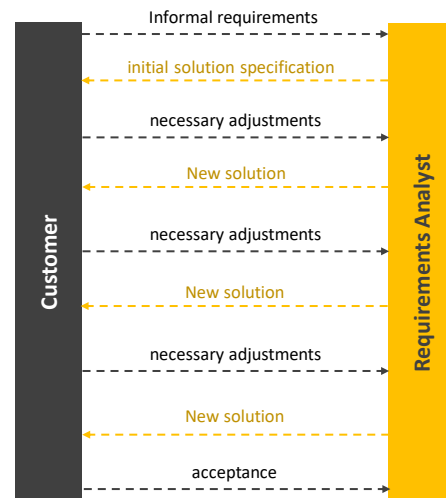 Informal requirements
initial solution specification
necessary adjustments
New solution
necessary adjustments
New solution
necessary adjustments
New solution
acceptance
Customer
Requirements Analyst